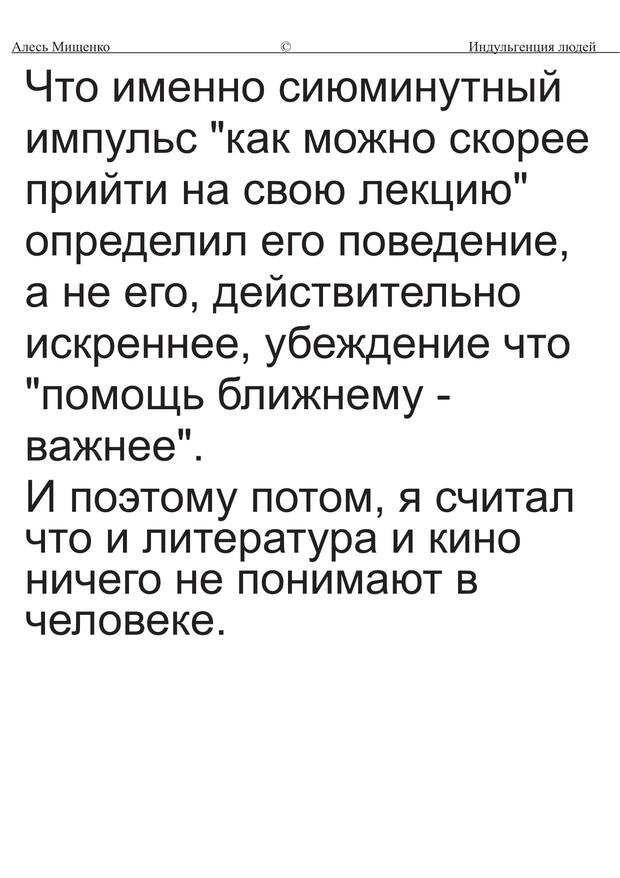 Алесь Мищенко © Индульгенция людей
Что именно сиюминутный
импульс "как можно скорее
прийти на свою лекцию"
определил его поведение,
а не его, действительно
искреннее, убеждение что
"помощь ближнему -
важнее".
И поэтому потом, я считал
что и литература и кино
ничего не понимают в
человеке.